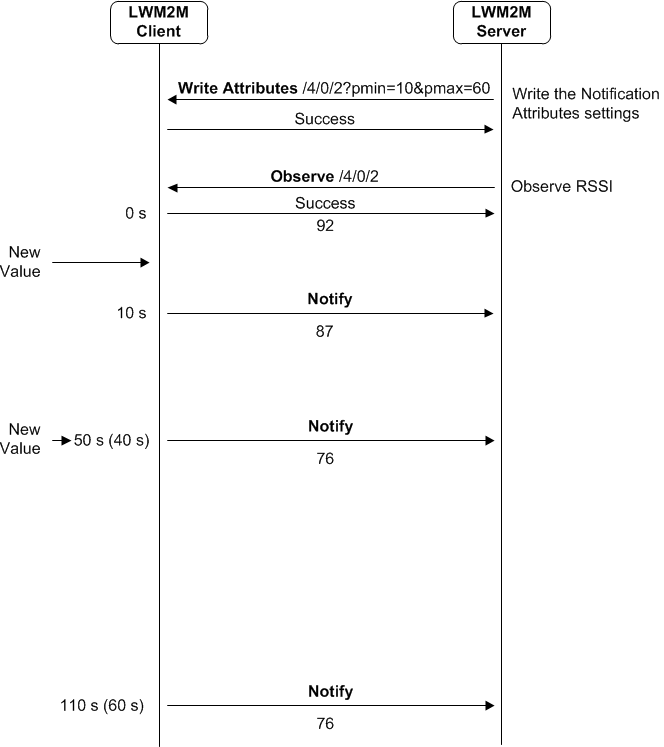 LWM2M
Client
LWM2M
Server
Write Attributes /4/0/2?pmin=10&pmax=60
Write the Notification
Attributes settings
Success
Observe /4/0/2
Observe RSSI
Success
0 s
92
New
Value
Notify
10 s
87
New
Value
50 s (40 s)
Notify
76
Notify
110 s (60 s)
76